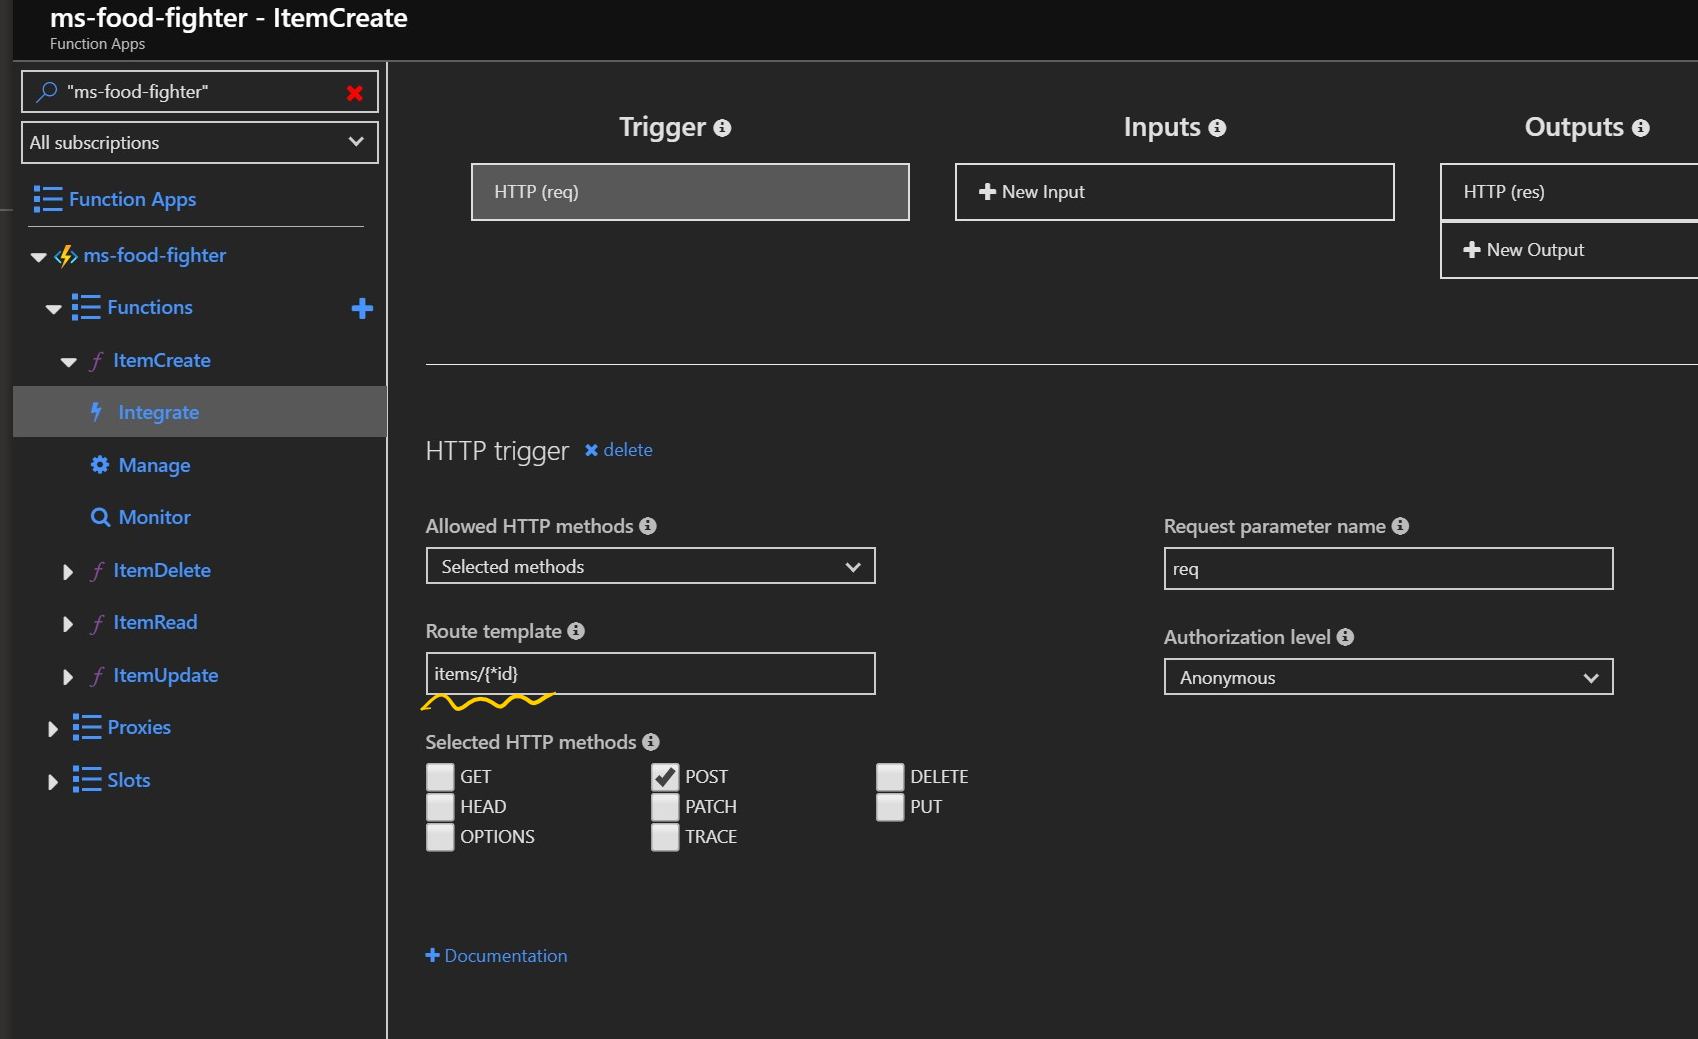 ms-food-fighter - ItemCreate
Function Apps
"ms-food-fighter"
All subscriptions
Function Apps
ms-food-fighter
Functions
ItemCreate
Integrate
Manage
Monitor
ItemDelete
ItemRead
ItemUpdate
Proxies
Slots
Trigger
HTTP (req)
Inputs
New Input
Outputs
HTTP (res)
New Output
HTTP trigger delete
Allowed HTTP methods
Selected methods
Request parameter name
req
Route template
items/{*id}
Authorization level
Anonymous
Selected HTTP methods
GET POST DELETE
HEAD PATCH PUT
OPTIONS TRACE
Documentation